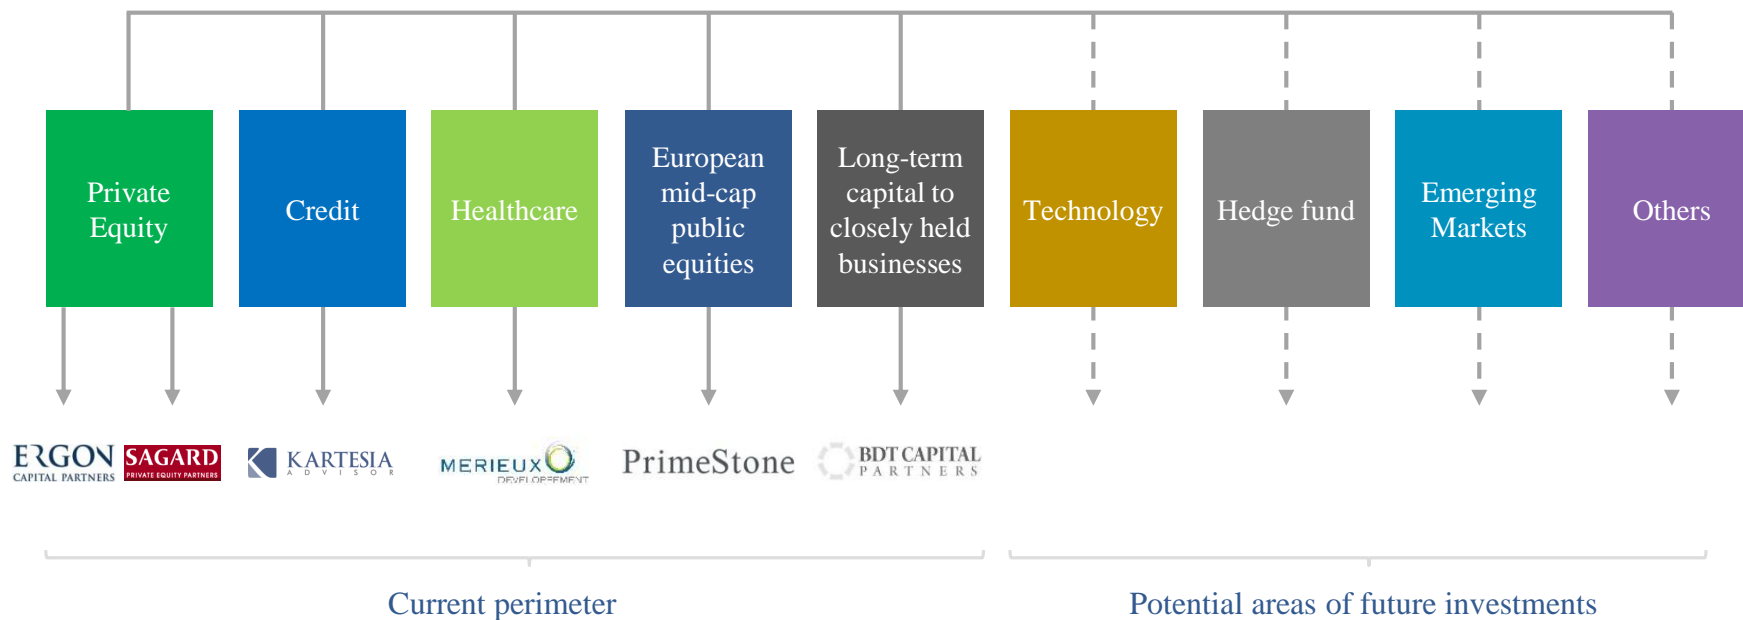 Private
Equity
Credit
Healthcare
European
mid-cap
public
equities
Long-term
capital to
closely held
businesses
Technology
Hedge fund
Emerging
Markets
Others
ERGON
CAPITAL PARTNERS
SAGARD
PRIVATE EQUITY PARTNERS
KARTESIA
ADVISOR
MERIEUX
DEVELOPPEMENT
PrimeStone
BDT CAPITAL
PARTNERS
Current perimeter
Potential areas of future investments